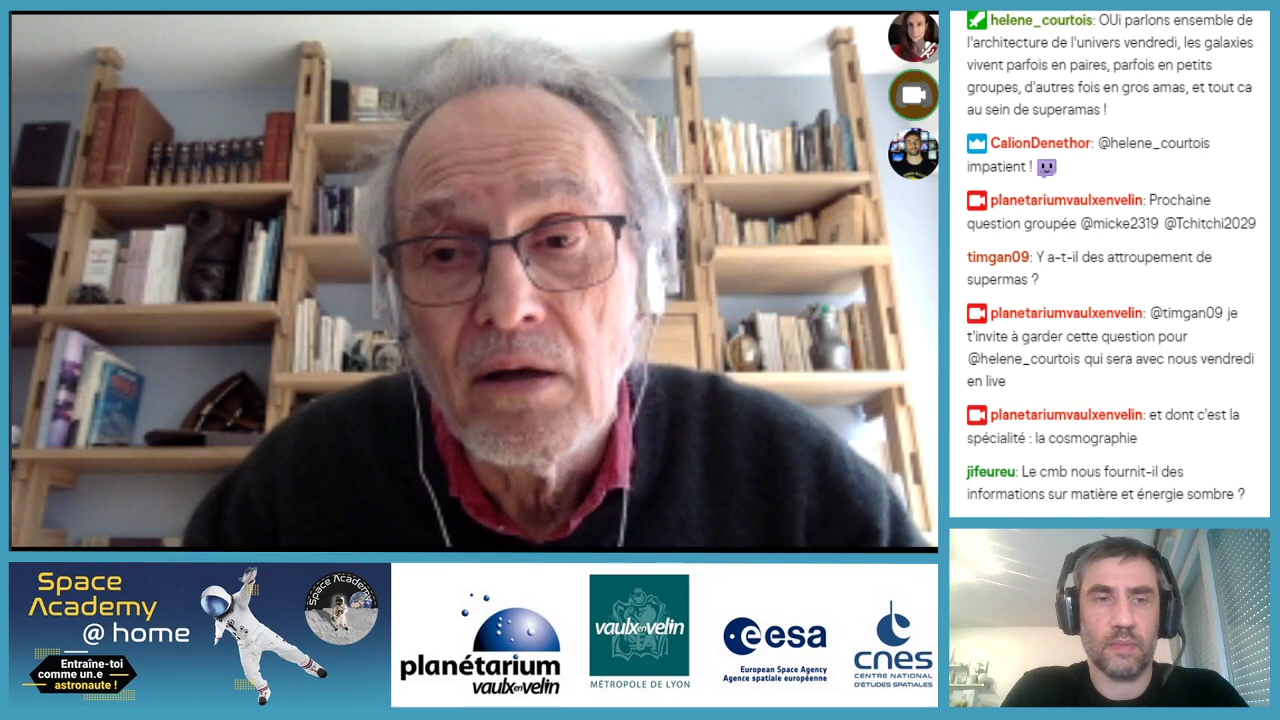 helene_courtois: OUi parlons ensemble de
l'architecture de l'univers vendredi, les galaxies
vivent parfois en paires, parfois en petits
groupes, d'autres fois en gros amas, et tout ca
au sein de superamas !
CalionDenethor: @helene_courtois
impatient !
planetariumvaulxenvelin: Prochaine
question groupée @micke2319 @Tchitchi2029
timgan09: Y a-t-il des attroupement de
supermas ?
planetariumvaulxenvelin: @timgan09 je
t'invite à garder cette question pour
@helene_courtois qui sera avec nous vendredi
en live
planetariumvaulxenvelin: et dont c'est la
spécialité : la cosmographie
jifeureu: Le cmb nous fournit-il des
informations sur matière et énergie sombre ?
Space
Academy
@ home
Entraîne-toi
comme un.e
astronaute !
Space Academy
planétarium
vaulx en velin
vaulx en velin
MÉTROPOLE DE LYON
esa
European Space Agency
Agence spatiale européenne
cnes
CENTRE NATIONAL
D'ÉTUDES SPATIALES